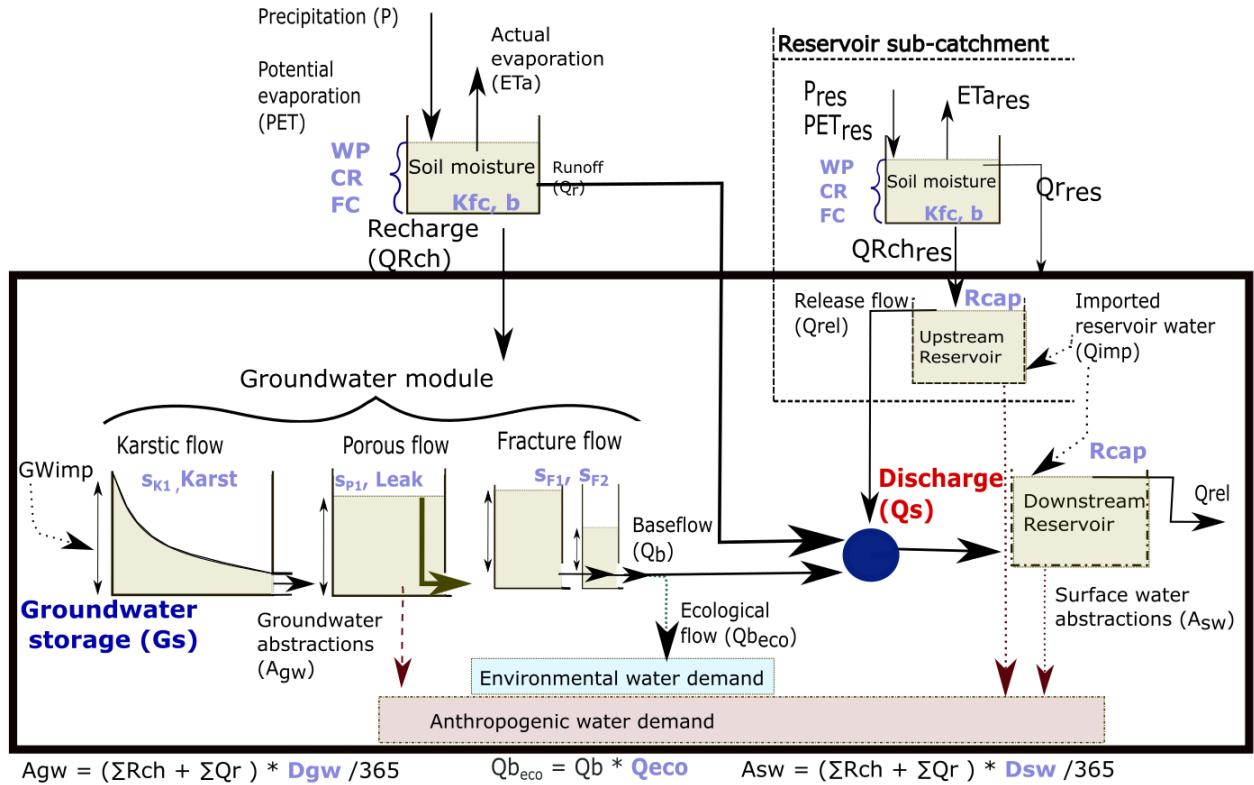 Precipitation (P)
Actual
evaporation
(ETa)
Potential
evaporation
(PET)
WP
CR
FC
Soil moisture
Kfc, b
Runoff
(Qr)
Recharge
(QRch)
Reservoir sub-catchment
Pres
PETres
ETares
WP
CR
FC
Soil moisture
Kfc, b
Qrres
QRchres
Release flow
(Qrel)
Rcap
Upstream
Reservoir
Imported
reservoir water
(Qimp)
Groundwater module
Karstic flow
Porous flow
Fracture flow
GWimp
sK1 ,Karst
sP1, Leak
sF1, sF2
Baseflow
(Qb)
Discharge
(Qs)
Rcap
Downstream
Reservoir
Qrel
Groundwater
storage (Gs)
Groundwater
abstractions
(Agw)
Ecological
flow (Qbeco)
Surface water
abstractions (Asw)
Environmental water demand
Anthropogenic water demand
Agw = (∑Rch + ∑Qr ) * Dgw /365
Qbeco = Qb * Qeco
Asw = (∑Rch + ∑Qr ) * Dsw /365